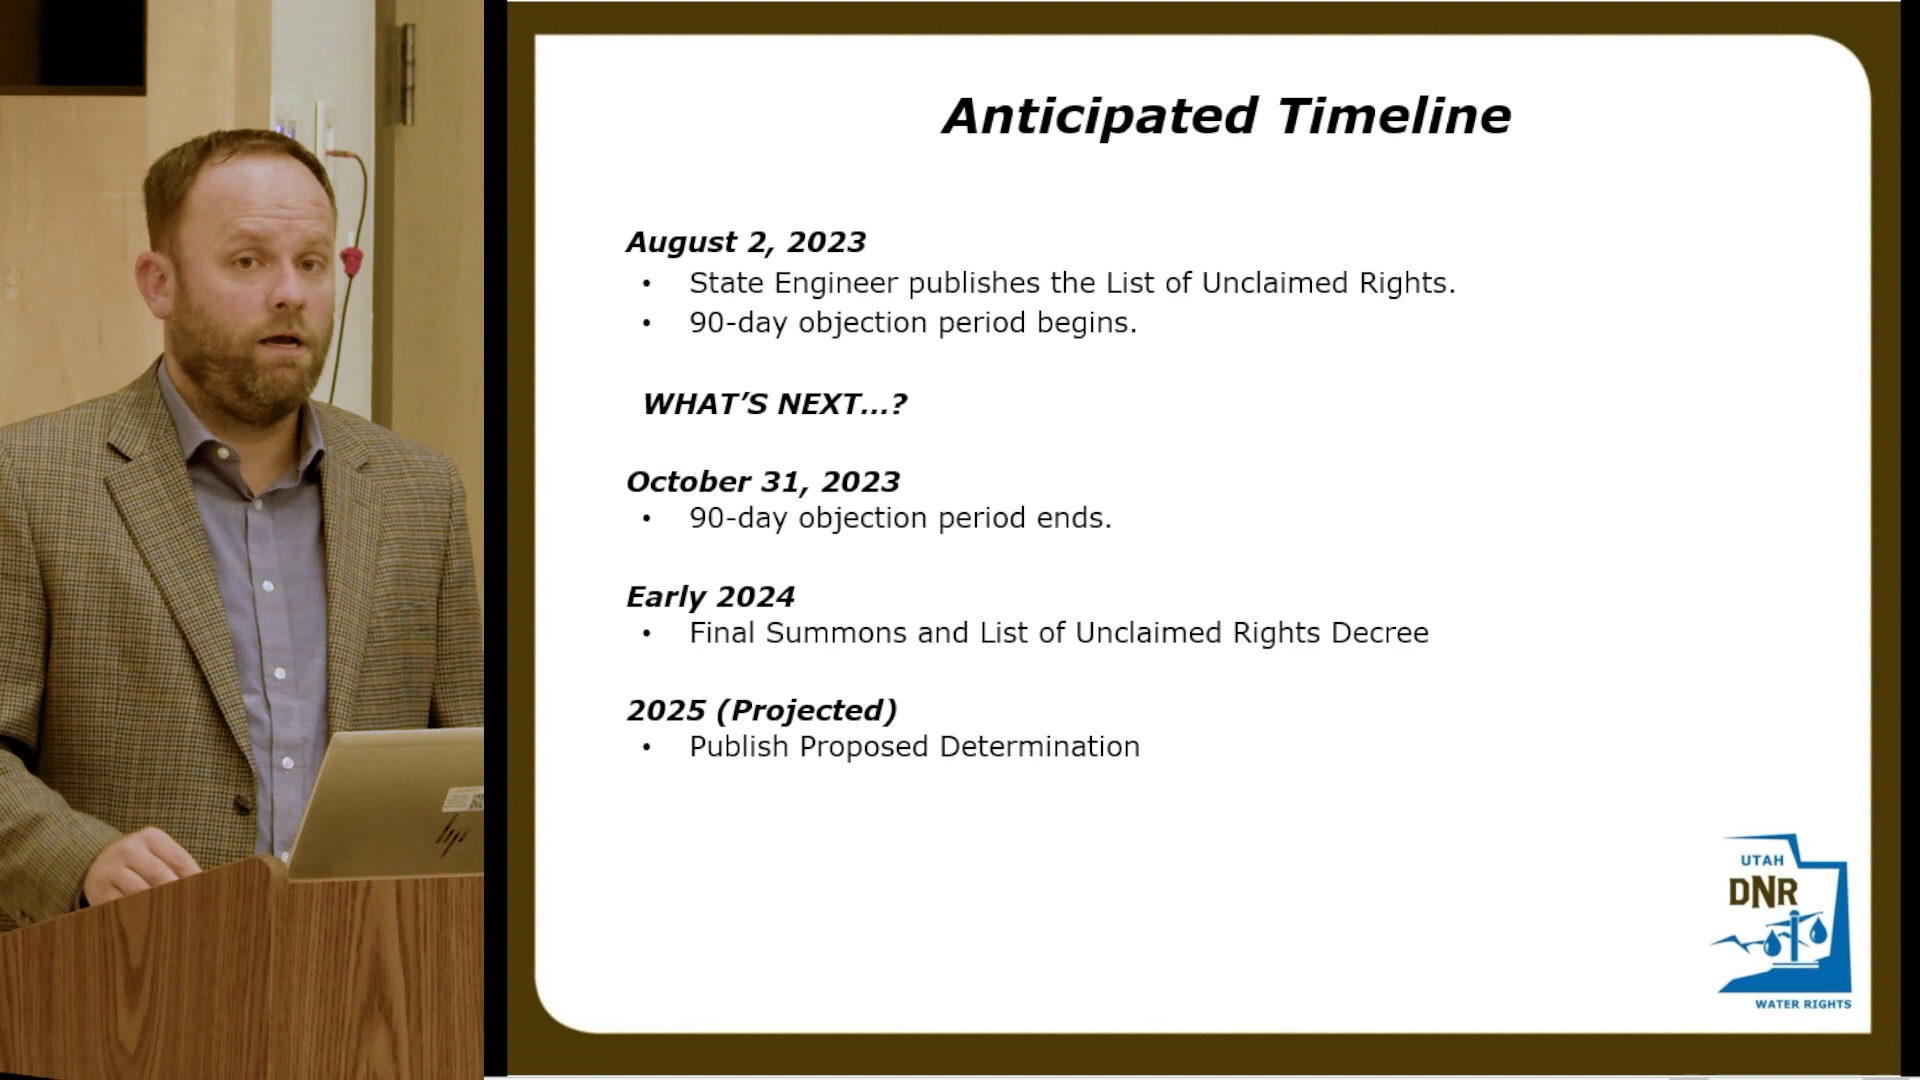 Anticipated Timeline
August 2, 2023
• State Engineer publishes the List of Unclaimed Rights.
• 90-day objection period begins.
WHAT’S NEXT…?
October 31, 2023
• 90-day objection period ends.
Early 2024
• Final Summons and List of Unclaimed Rights Decree
2025 (Projected)
• Publish Proposed Determination
UTAH
DNR
WATER RIGHTS
hp